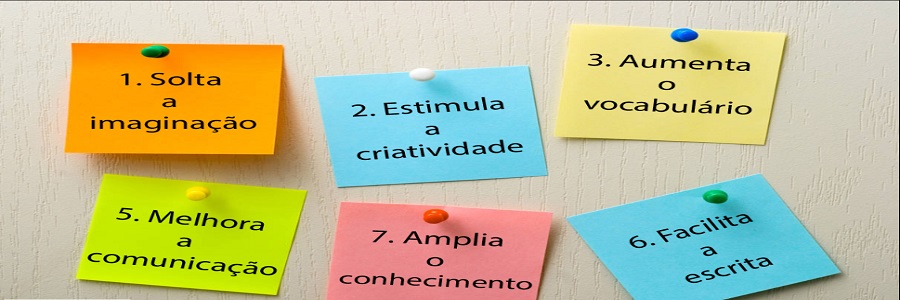 1. Solta
a
imaginação
2. Estimula
a
criatividade
3. Aumenta
o
vocabulário
5. Melhora
a
comunicação
7. Amplia
o
conhecimento
6. Facilita
a
escrita